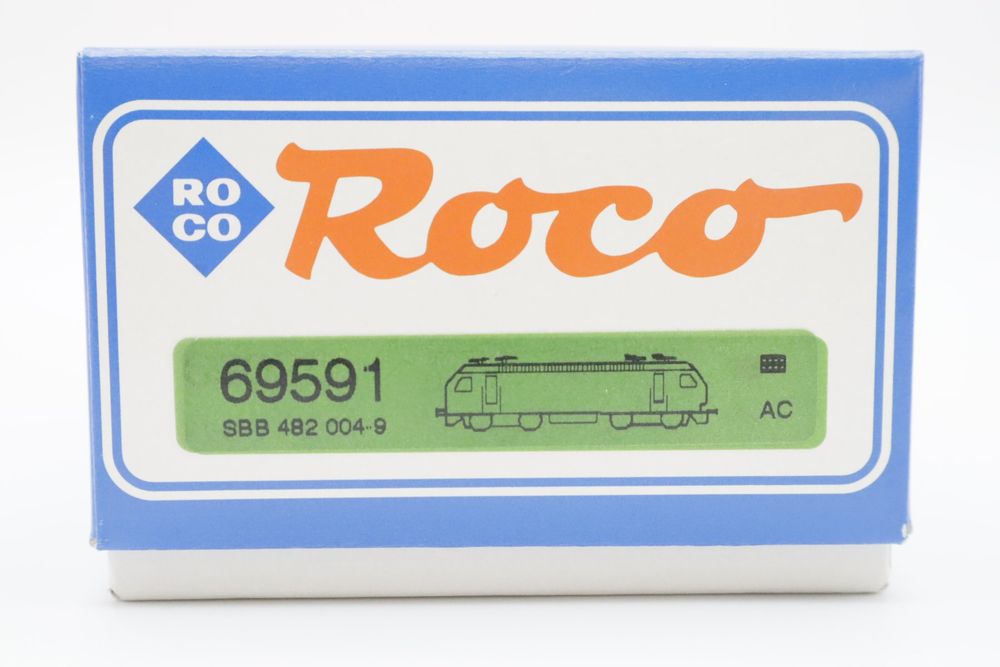 RO
CO
Roco
69591
SBB 482 004-9
AC